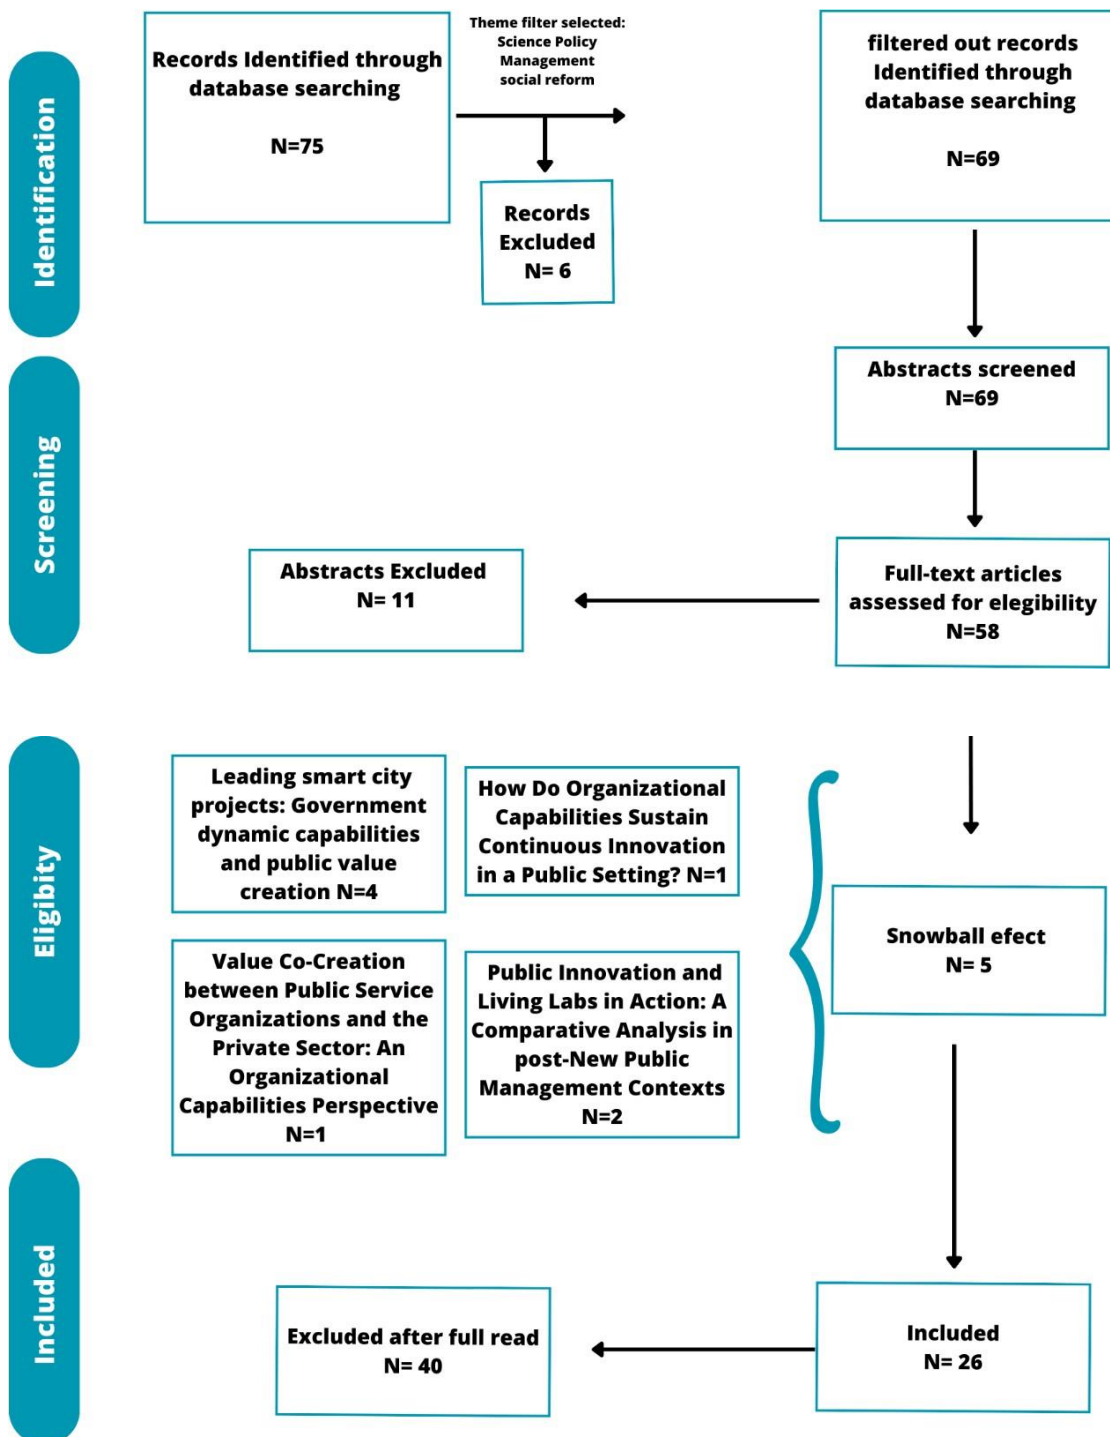 Identification
Records Identified through
database searching
N=75
Theme filter selected:
Science Policy
Management
social reform
Records
Excluded
N= 6
filtered out records
Identified through
database searching
N=69
Screening
Abstracts screened
N=69
Abstracts Excluded
N= 11
Full-text articles
assessed for elegibility
N=58
Eligibity
Leading smart city
projects: Government
dynamic capabilities
and public value
creation N=4
How Do Organizational
Capabilities Sustain
Continuous Innovation
in a Public Setting? N=1
Value Co-Creation
between Public Service
Organizations and the
Private Sector: An
Organizational
Capabilities Perspective
N=1
Public Innovation and
Living Labs in Action: A
Comparative Analysis in
post-New Public
Management Contexts
N=2
Snowball efect
N= 5
Included
Excluded after full read
N= 40
Included
N= 26